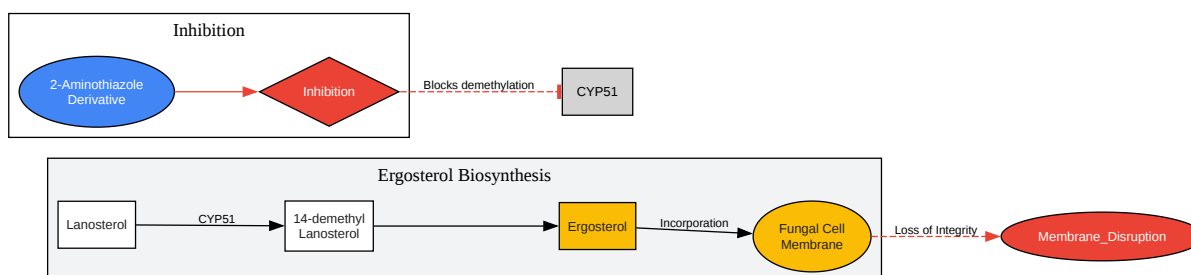 Inhibition
2-Aminothiazole
Derivative
Inhibition
Blocks demethylation
CYP51
Ergosterol Biosynthesis
Lanosterol
CYP51
14-demethyl
Lanosterol
Ergosterol
Incorporation
Fungal Cell
Membrane
Loss of Integrity
Membrane_Disruption